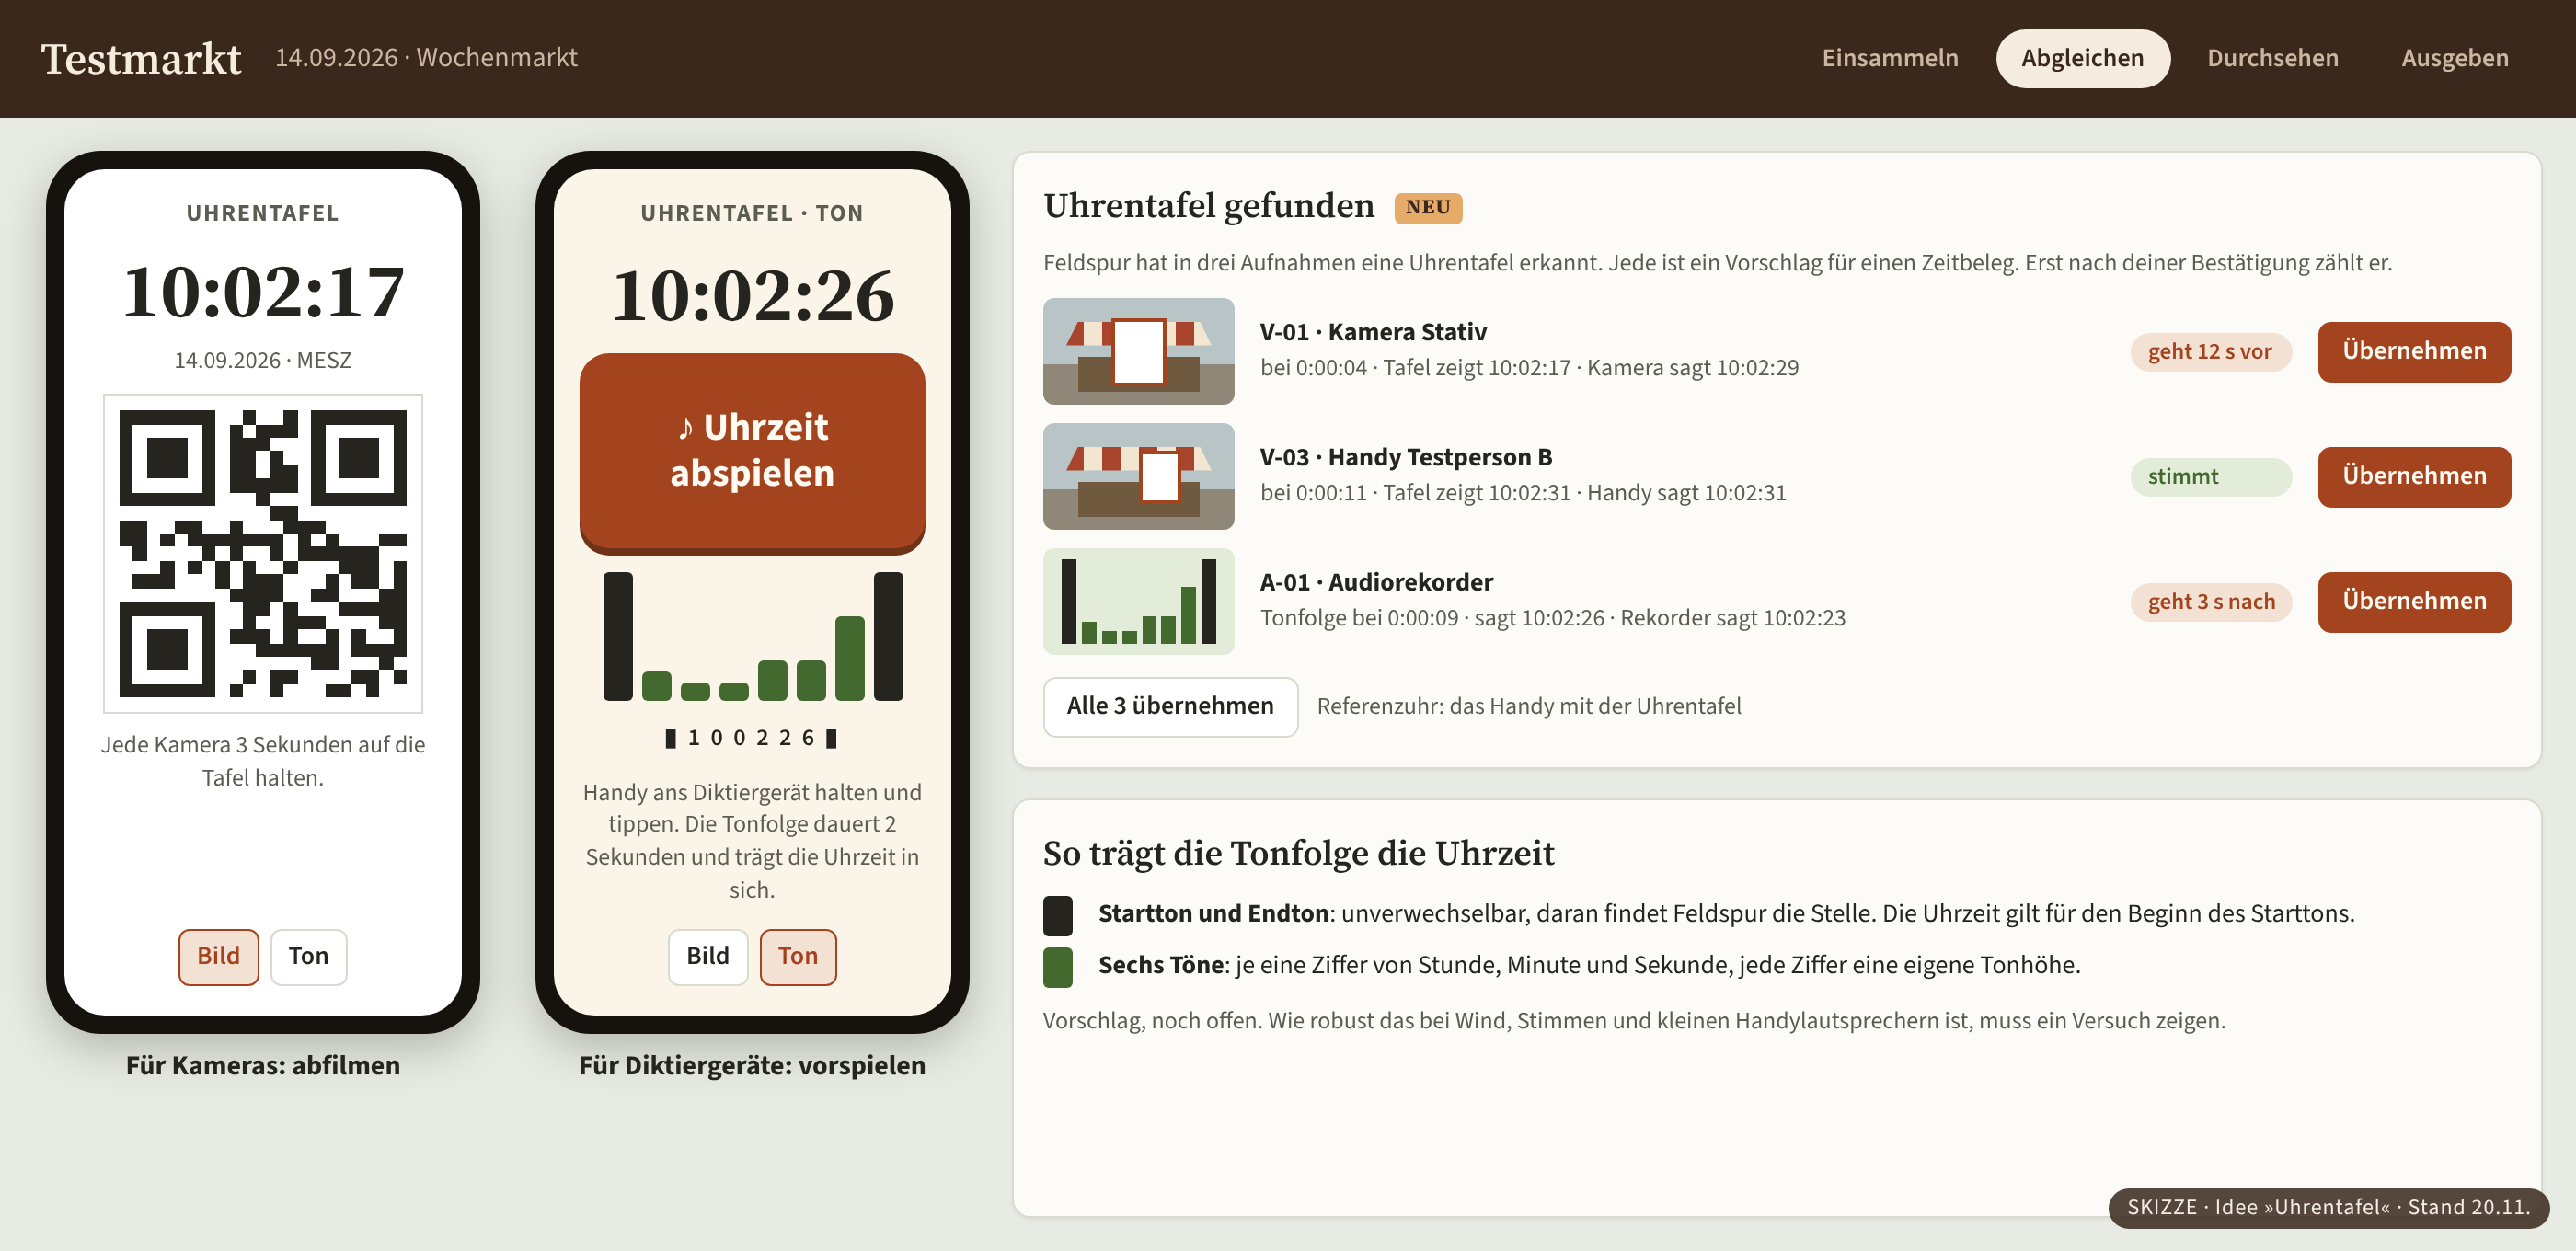 Testmarkt
14.09.2026 · Wochenmarkt
Einsammeln
Abgleichen
Durchsehen
Ausgeben
UHRENTAFEL
10:02:17
14.09.2026 · MESZ
Jede Kamera 3 Sekunden auf die
Tafel halten.
Bild
Ton
Für Kameras: abfilmen
UHRENTAFEL · TON
10:02:26
♪ Uhrzeit
abspielen
1 0 0 2 2 6
Handy ans Diktiergerät halten und
tippen. Die Tonfolge dauert 2
Sekunden und trägt die Uhrzeit in
sich.
Bild
Ton
Für Diktiergeräte: vorspielen
Uhrentafel gefunden NEU
Feldspur hat in drei Aufnahmen eine Uhrentafel erkannt. Jede ist ein Vorschlag für einen Zeitbeleg. Erst nach deiner Bestätigung zählt er.
V-01 · Kamera Stativ
bei 0:00:04 · Tafel zeigt 10:02:17 · Kamera sagt 10:02:29
geht 12 s vor
Übernehmen
V-03 · Handy Testperson B
bei 0:00:11 · Tafel zeigt 10:02:31 · Handy sagt 10:02:31
stimmt
Übernehmen
A-01 · Audiorekorder
Tonfolge bei 0:00:09 · sagt 10:02:26 · Rekorder sagt 10:02:23
geht 3 s nach
Übernehmen
Alle 3 übernehmen
Referenzuhr: das Handy mit der Uhrentafel
So trägt die Tonfolge die Uhrzeit
Startton und Endton: unverwechselbar, daran findet Feldspur die Stelle. Die Uhrzeit gilt für den Beginn des Starttons.
Sechs Töne: je eine Ziffer von Stunde, Minute und Sekunde, jede Ziffer eine eigene Tonhöhe.
Vorschlag, noch offen. Wie robust das bei Wind, Stimmen und kleinen Handylautsprechern ist, muss ein Versuch zeigen.
SKIZZE · Idee »Uhrentafel« · Stand 20.11.